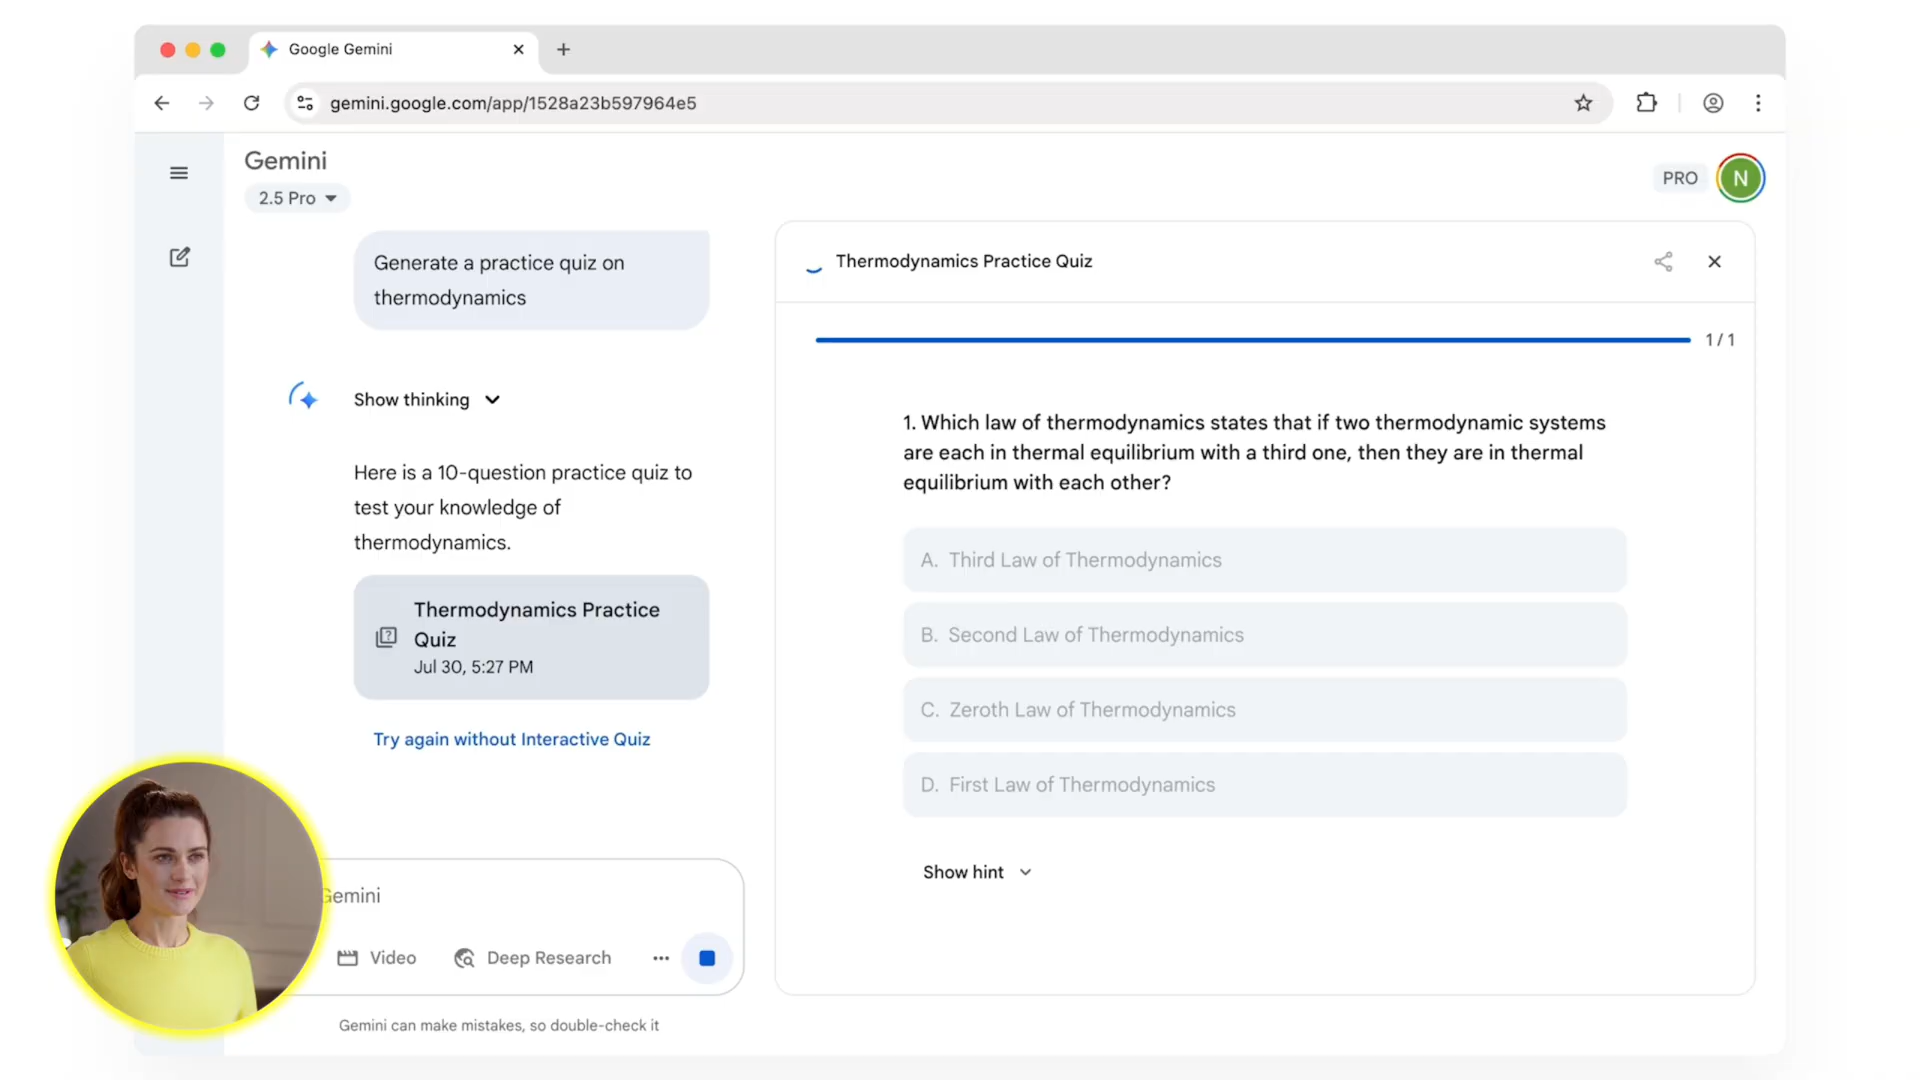 Google Gemini
gemini.google.com/app/1528a23b597964e5
Gemini
2.5 Pro
PRO
N
Generate a practice quiz on
thermodynamics
Show thinking
Here is a 10-question practice quiz to
test your knowledge of
thermodynamics.
Thermodynamics Practice
Quiz
Jul 30, 5:27 PM
Try again without Interactive Quiz
Gemini
Video
Deep Research
Gemini can make mistakes, so double-check it
Thermodynamics Practice Quiz
1 / 1
1. Which law of thermodynamics states that if two thermodynamic systems
are each in thermal equilibrium with a third one, then they are in thermal
equilibrium with each other?
A. Third Law of Thermodynamics
B. Second Law of Thermodynamics
C. Zeroth Law of Thermodynamics
D. First Law of Thermodynamics
Show hint